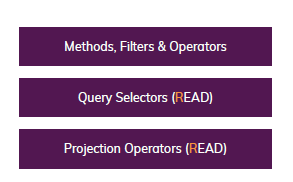 Methods, Filters & Operators
Query Selectors (READ)
Projection Operators (READ)